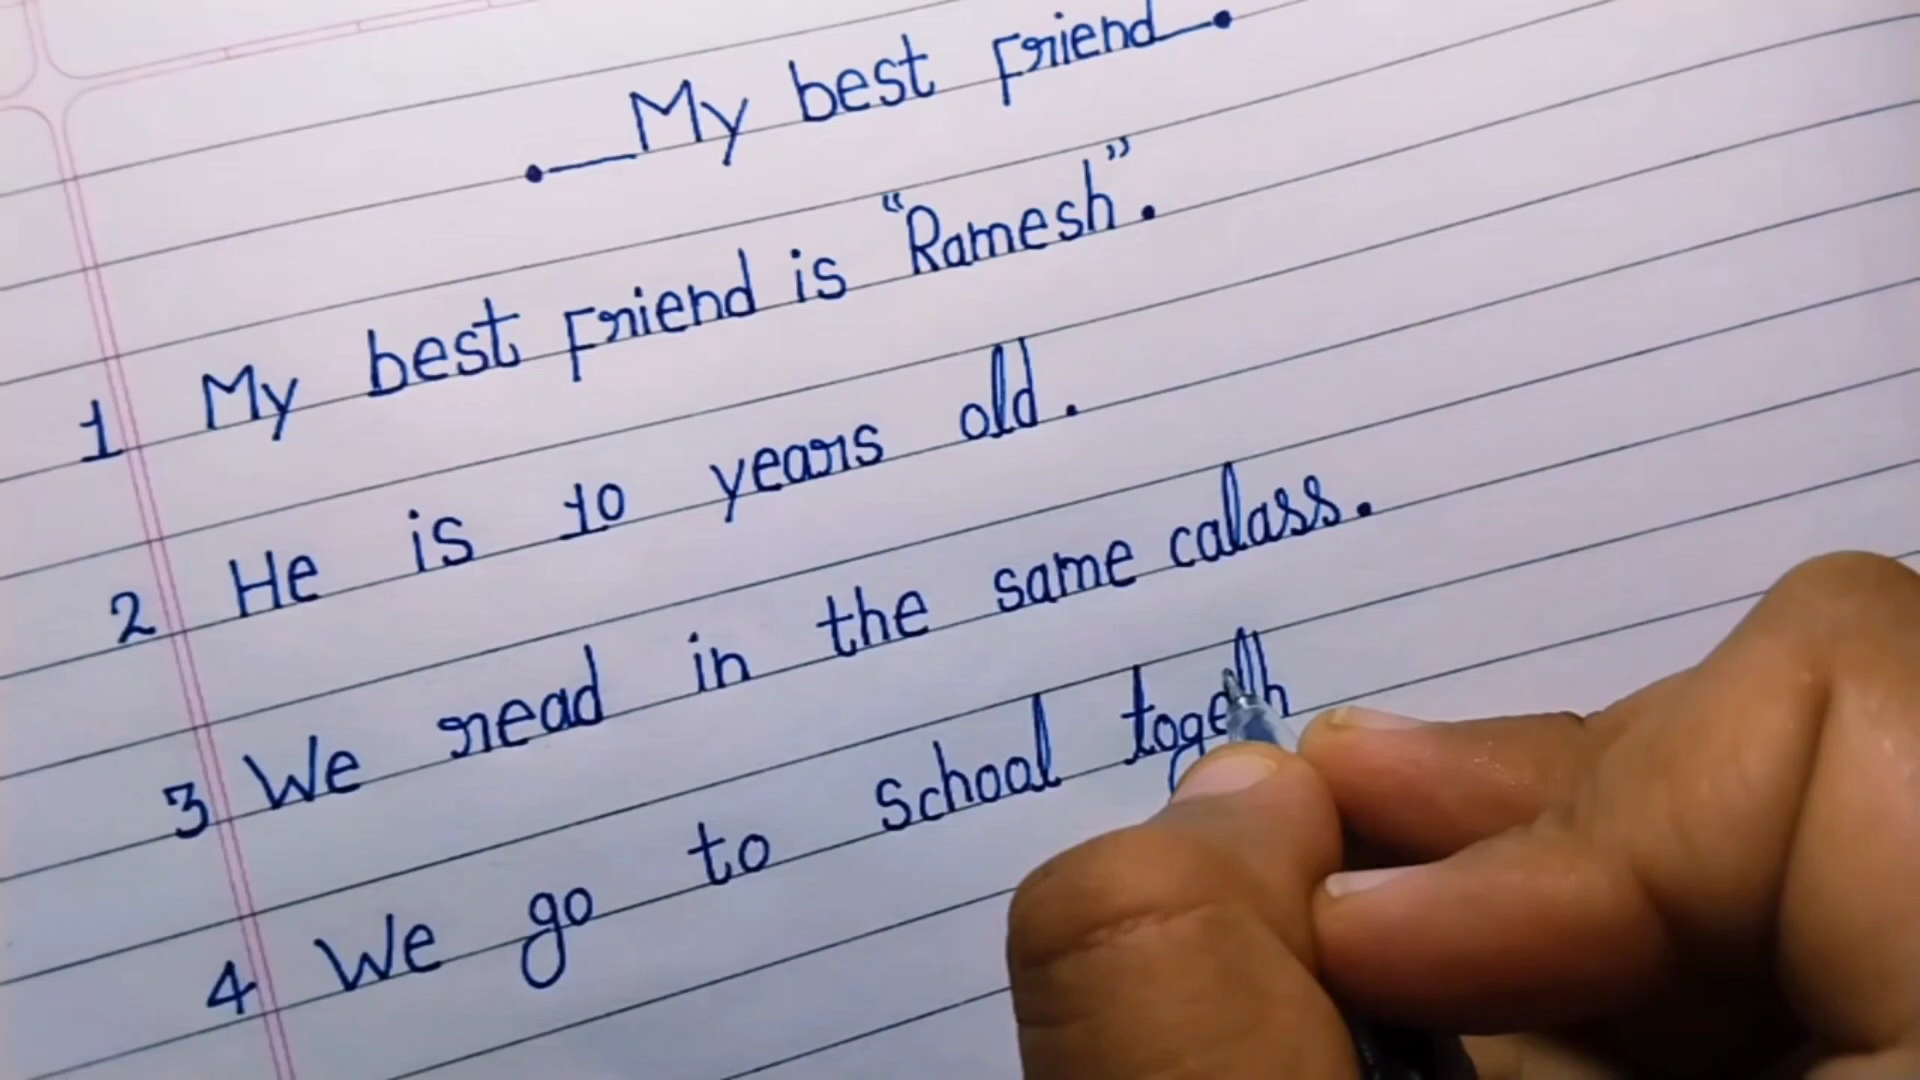 My best Friend
1 My best Friend is "Ramesh".
2 He is 10 years old.
3 We read in the same calass.
4 We go to School togeth